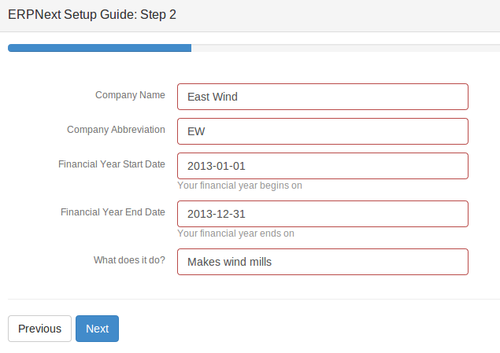 ERPNext Setup Guide: Step 2
Company Name East Wind
Company Abbreviation EW
Financial Year Start Date 2013-01-01
Your financial year begins on
Financial Year End Date 2013-12-31
Your financial year ends on
What does it do? Makes wind mills
Previous Next